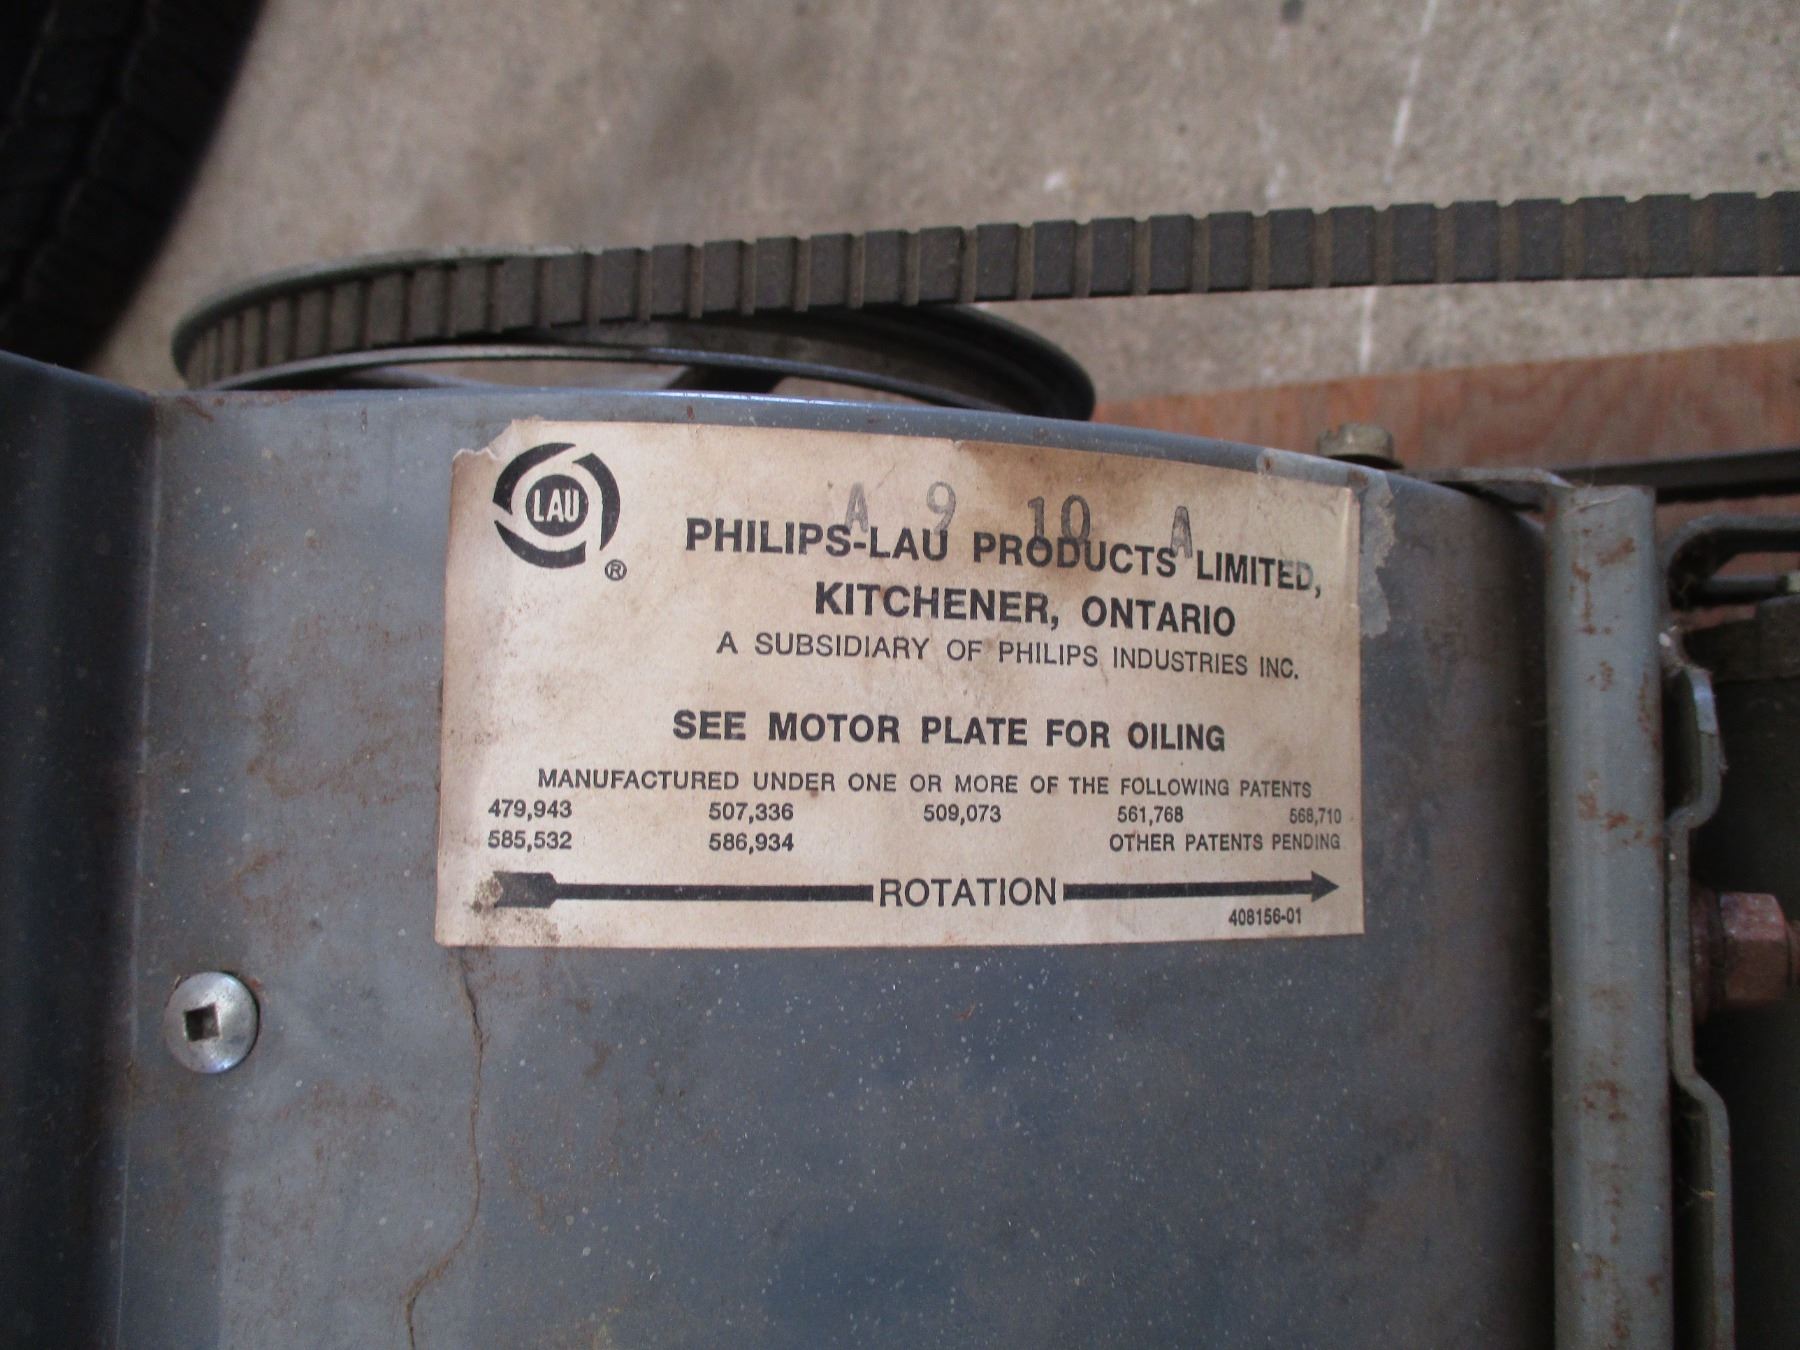 LAU
®
A 9 10 A
PHILIPS-LAU PRODUCTS LIMITED,
KITCHENER, ONTARIO
A SUBSIDIARY OF PHILIPS INDUSTRIES INC.
SEE MOTOR PLATE FOR OILING
MANUFACTURED UNDER ONE OR MORE OF THE FOLLOWING PATENTS
479,943 507,336 509,073 561,768 568,710
585,532 586,934 OTHER PATENTS PENDING
ROTATION
408156-01